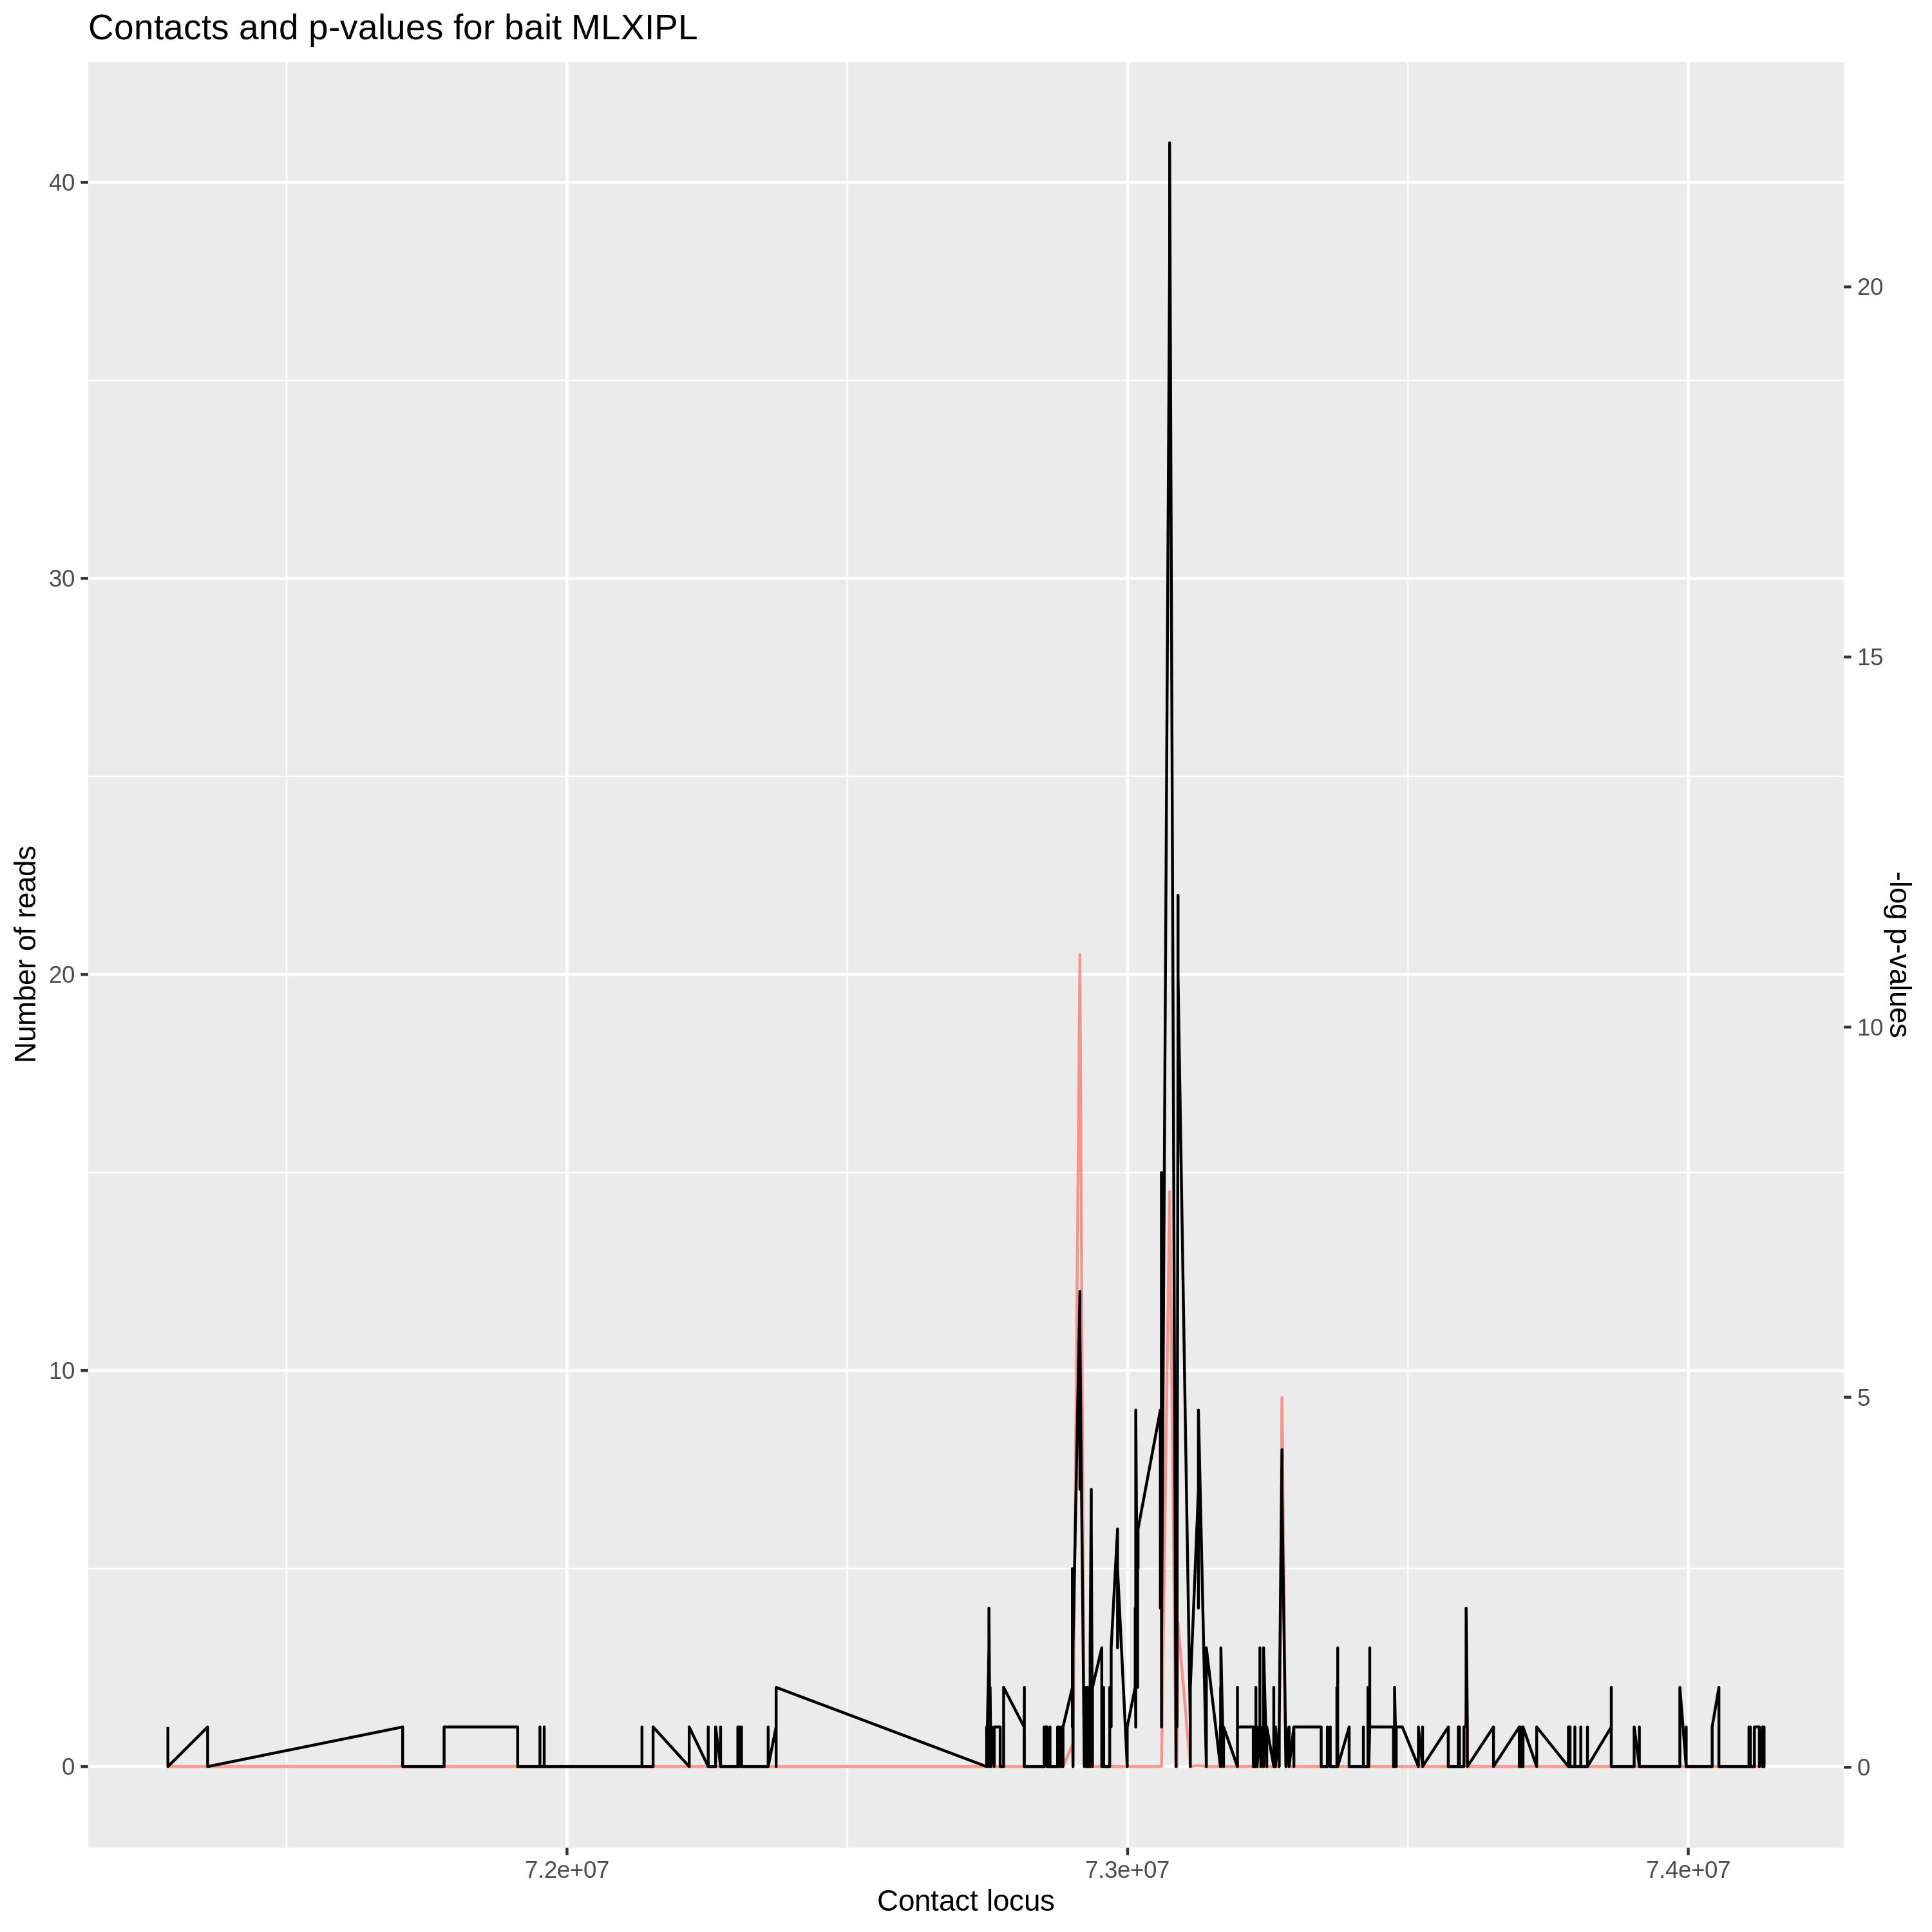 Contacts and p-values for bait MLXIPL
40
30
20
10
0
Number of reads
20
15
10
5
0
-log p-values
7.2e+07
7.3e+07
7.4e+07
Contact locus